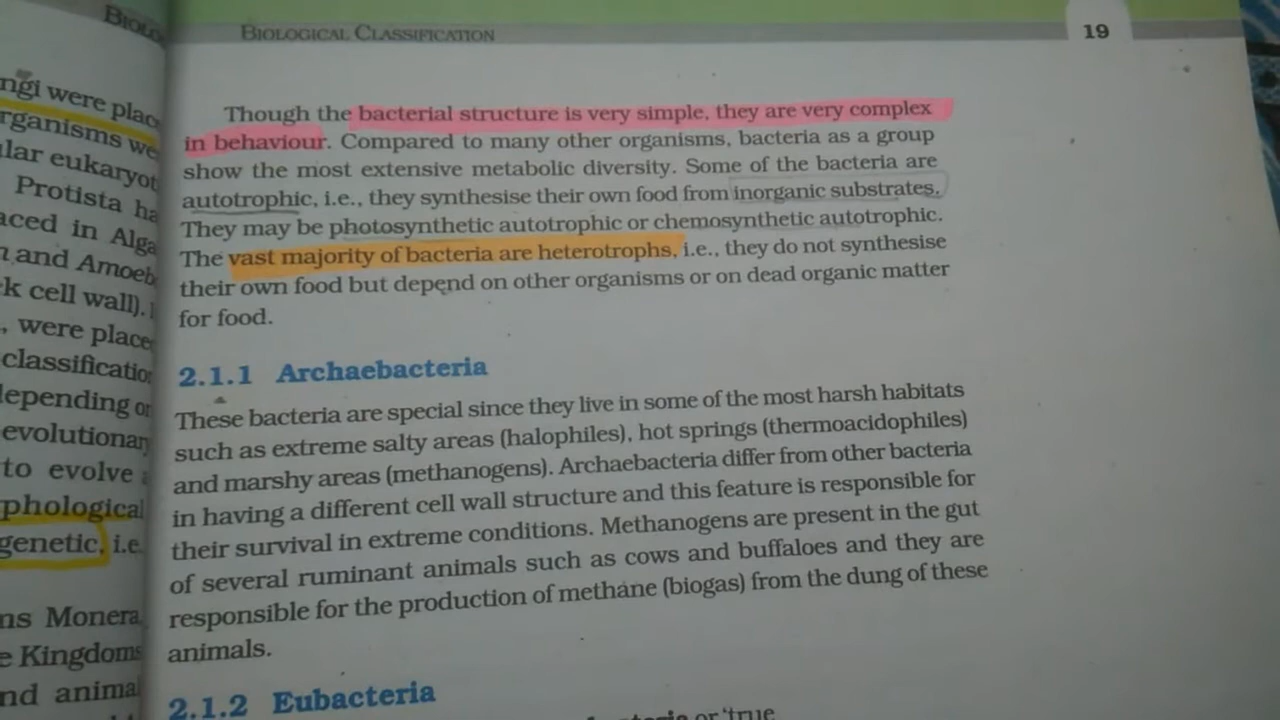 BIOLO
ngi were plac
rganisms we
ular eukaryot
Protista ha
aced in Alga
and Amoeb
k cell wall).
, were place
classificatio
depending on
evolutionary
to evolve
phological
genetic, i.e
ns Monera
e Kingdoms
nd animal
BIOLOGICAL CLASSIFICATION
19
Though the bacterial structure is very simple, they are very complex
in behaviour. Compared to many other organisms, bacteria as a group
show the most extensive metabolic diversity. Some of the bacteria are
autotrophic, i.e., they synthesise their own food from inorganic substrates.
They may be photosynthetic autotrophic or chemosynthetic autotrophic.
The vast majority of bacteria are heterotrophs, i.e., they do not synthesise
their own food but depend on other organisms or on dead organic matter
for food.
2.1.1 Archaebacteria
These bacteria are special since they live in some of the most harsh habitats
such as extreme salty areas (halophiles), hot springs (thermoacidophiles)
and marshy areas (methanogens). Archaebacteria differ from other bacteria
in having a different cell wall structure and this feature is responsible for
their survival in extreme conditions. Methanogens are present in the gut
of several ruminant animals such as cows and buffaloes and they are
responsible for the production of methane (biogas) from the dung of these
animals.
2.1.2 Eubacteria
or ‘true